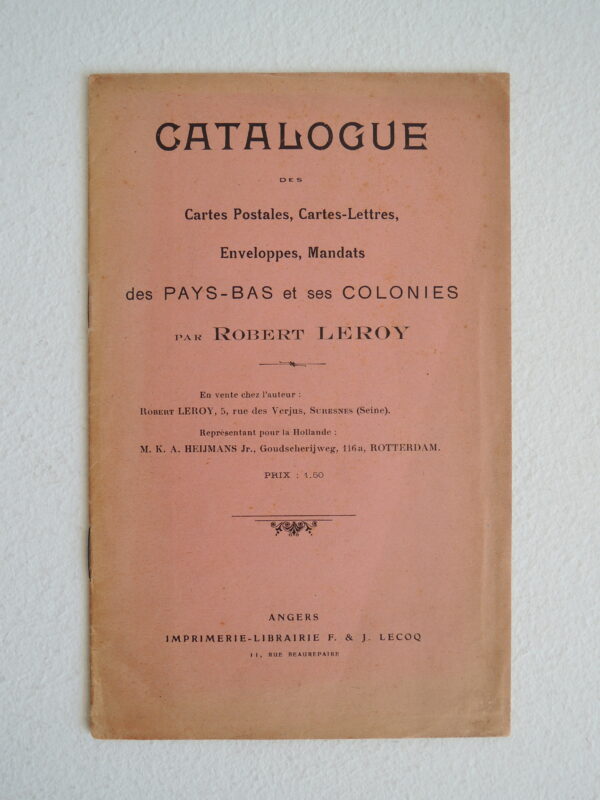 CATALOGUE
DES
Cartes Postales, Cartes-Lettres,
Enveloppes, Mandats
des PAYS-BAS et ses COLONIES
PAR ROBERT LEROY
En vente chez l'auteur :
ROBERT LEROY, 5, rue des Verjus, SURESNES (Seine).
Représentant pour la Hollande :
M. K. A. HEIJMANS Jr., Goudscherijweg, 116a, ROTTERDAM.
PRIX : 1.50
ANGERS
IMPRIMERIE-LIBRAIRIE F. & J. LECOQ
11, RUE BEAUREPAIRE